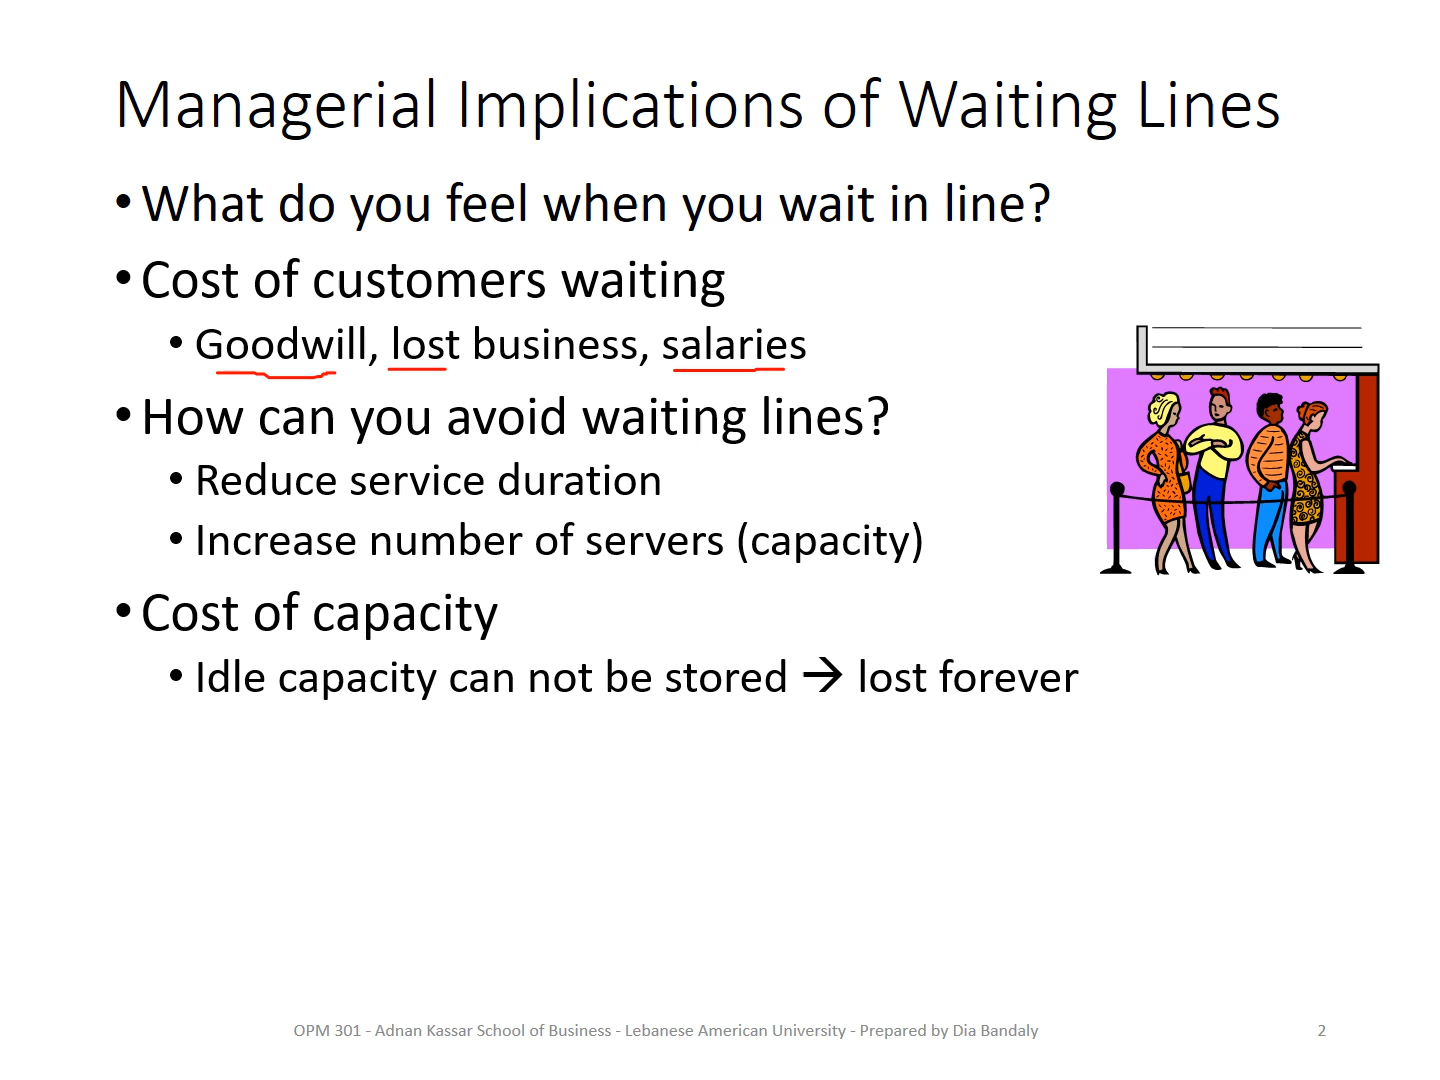 Managerial Implications of Waiting Lines
• What do you feel when you wait in line?
• Cost of customers waiting
• Goodwill, lost business, salaries
• How can you avoid waiting lines?
• Reduce service duration
• Increase number of servers (capacity)
• Cost of capacity
• Idle capacity can not be stored → lost forever
OPM 301 - Adnan Kassar School of Business - Lebanese American University - Prepared by Dia Bandaly
2